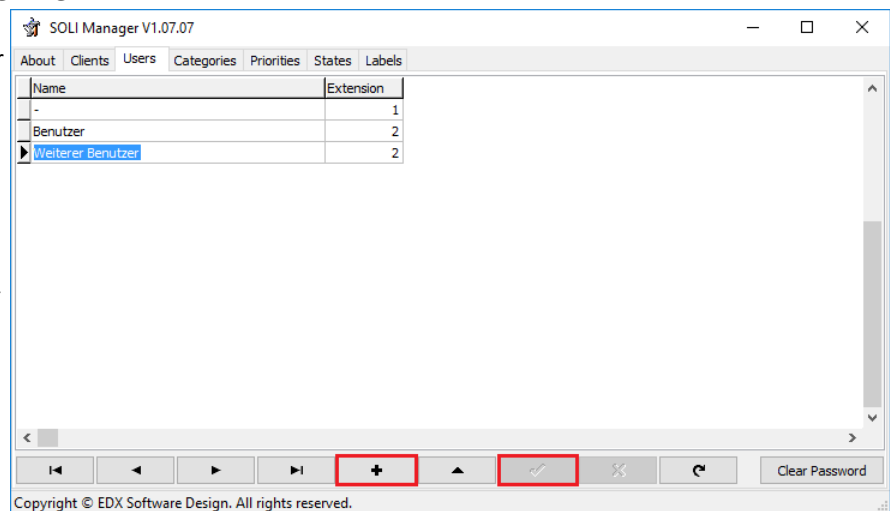 SOLI Manager V1.07.07
About Clients Users Categories Priorities States Labels
Name Extension
- 1
Benutzer 2
Weiterer Benutzer 2
Clear Password
Copyright © EDX Software Design. All rights reserved.